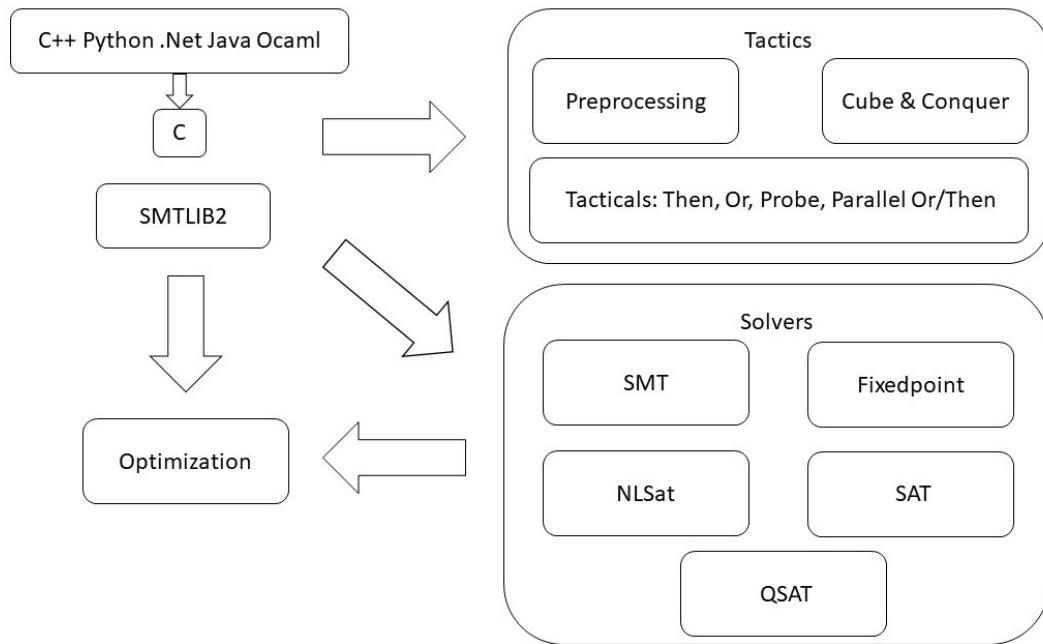 C++ Python .Net Java Ocaml
C
SMTLIB2
Optimization
Tactics
Preprocessing
Cube & Conquer
Tacticals: Then, Or, Probe, Parallel Or/Then
Solvers
SMT
Fixedpoint
NLSat
SAT
QSAT